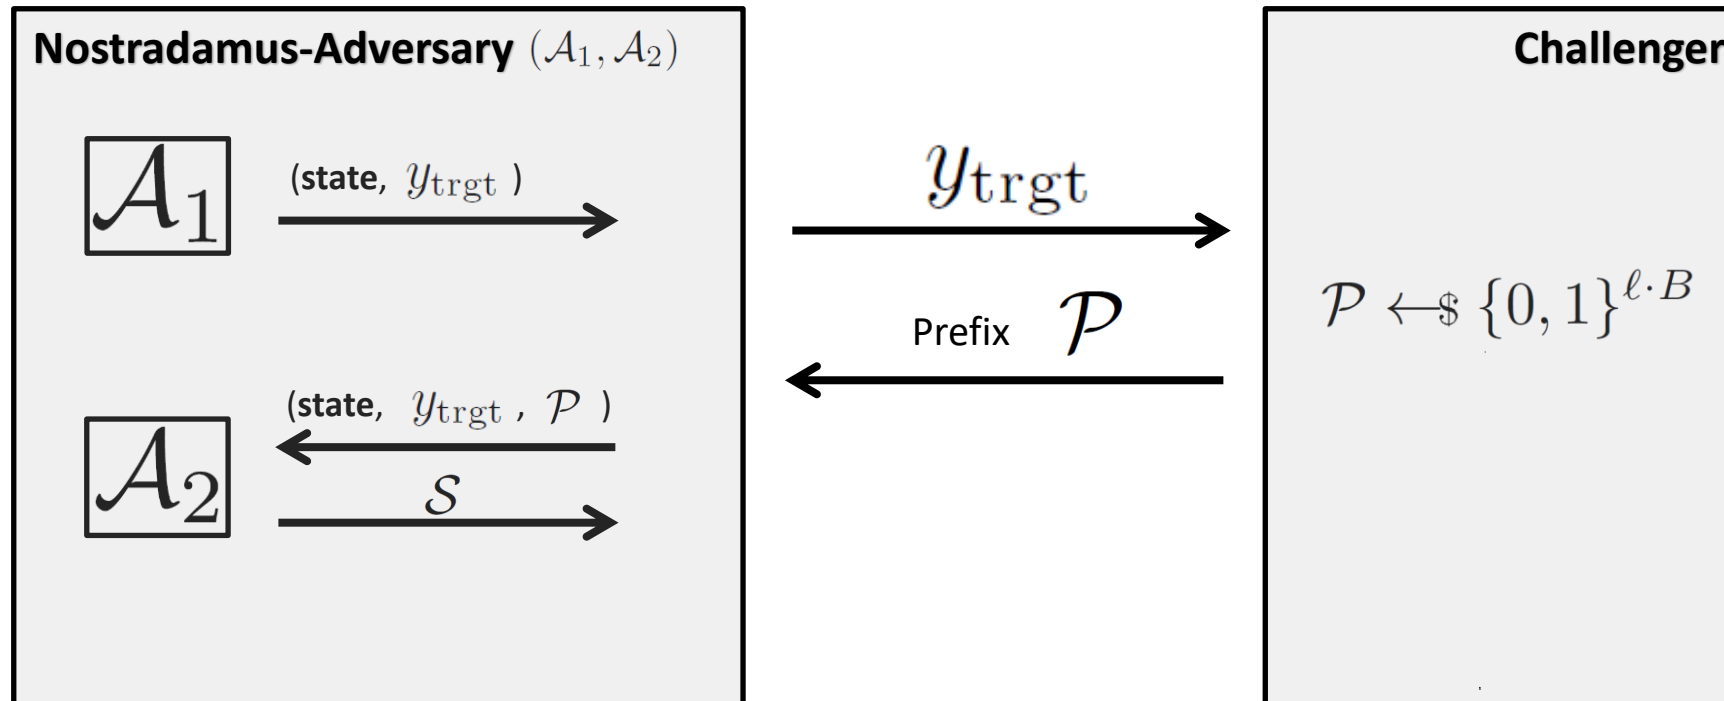 Nostradamus-Adversary (𝒜₁, 𝒜₂)
𝒜₁
(state, y_trgt )
𝒜₂
(state, y_trgt , 𝒫 )
𝒮
y_trgt
Prefix 𝒫
Challenger
𝒫 ←$ {0, 1}^{ℓ·B}